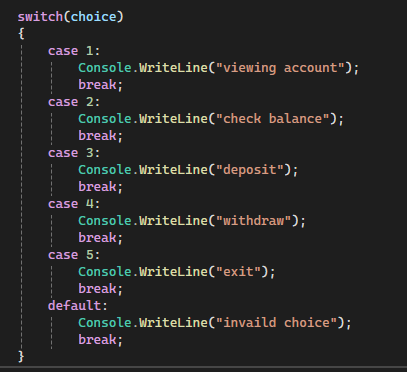 switch(choice)
{
case 1:
Console.WriteLine("viewing account");
break;
case 2:
Console.WriteLine("check balance");
break;
case 3:
Console.WriteLine("deposit");
break;
case 4:
Console.WriteLine("withdraw");
break;
case 5:
Console.WriteLine("exit");
break;
default:
Console.WriteLine("invaild choice");
break;
}